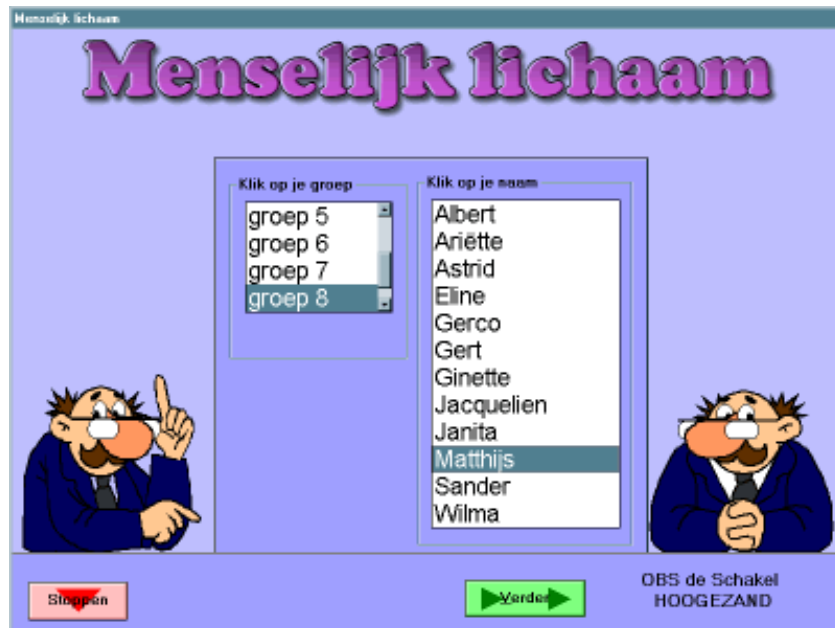 Menselijk lichaam
Menselijk lichaam
Klik op je groep
groep 5
groep 6
groep 7
groep 8
Klik op je naam
Albert
Ariëtte
Astrid
Eline
Gerco
Gert
Ginette
Jacquelien
Janita
Matthijs
Sander
Wilma
Stoppen
Verder
OBS de Schakel
HOOGEZAND